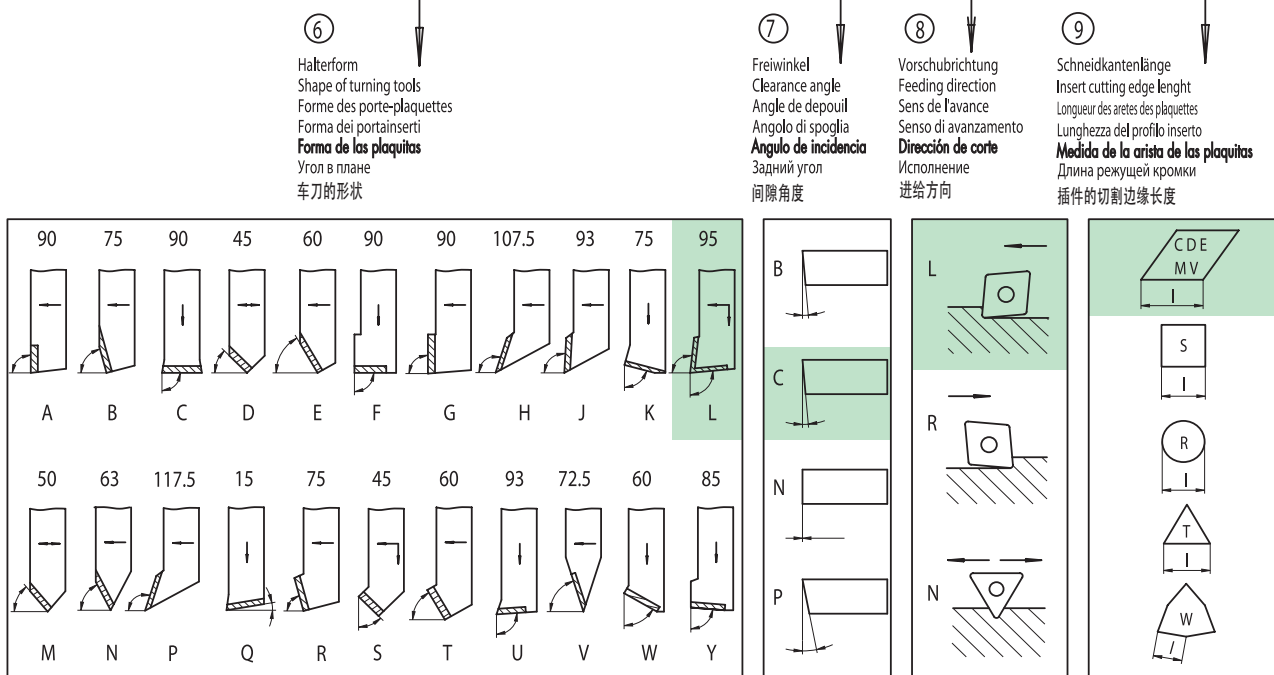 6
Halterform
Shape of turning tools
Forme des porte-plaquettes
Forma dei portainserti
Forma de las plaquitas
Угол в плане
车刀的形状
7
Freiwinkel
Clearance angle
Angle de depouil
Angolo di spoglia
Angulo de incidencia
Задний угол
间隙角度
8
Vorschubrichtung
Feeding direction
Sens de l'avance
Senso di avanzamento
Dirección de corte
Исполнение
进给方向
9
Schneidkantenlänge
Insert cutting edge lenght
Longueur des aretes des plaquettes
Lunghezza del profilo inserto
Medida de la arista de las plaquitas
Длина режущей кромки
插件的切割边缘长度
90 75 90 45 60 90 90 107.5 93 75 95
A B C D E F G H J K L
50 63 117.5 15 75 45 60 93 72.5 60 85
M N P Q R S T U V W Y
B
C
N
P
L
R
N
C D E
M V
l
S
l
R
l
T
l
W
l